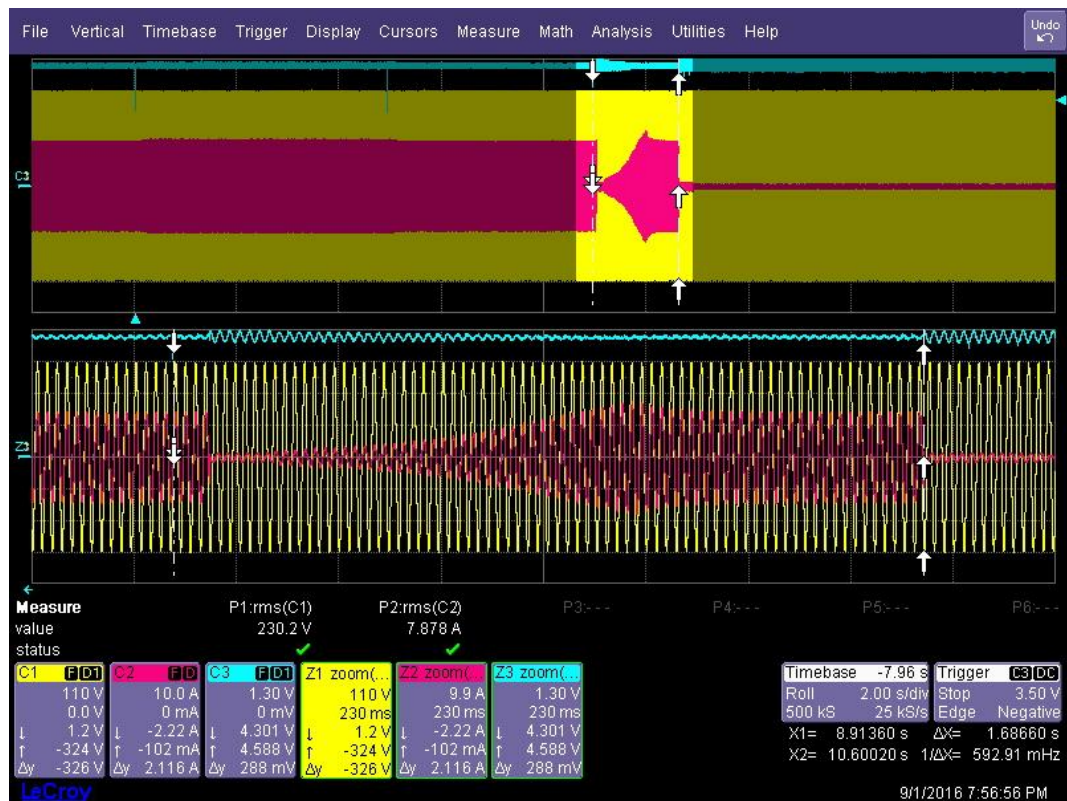 File Vertical Timebase Trigger Display Cursors Measure Math Analysis Utilities Help Undo
C3
Z3
Measure P1:rms(C1) P2:rms(C2) P3:- - - P4:- - - P5:- - - P6:- - -
value 230.2 V 7.878 A
status
C1 F D1 C2 F D C3 F D1 Z1 zoom(... Z2 zoom(... Z3 zoom(... Timebase -7.96 s Trigger C3 DC
110 V 10.0 A 1.30 V 110 V 9.9 A 1.30 V Roll 2.00 s/div Stop 3.50 V
0.0 V 0 mA 0 mV 230 ms 230 ms 230 ms 500 kS 25 kS/s Edge Negative
↓ 1.2 V ↓ -2.22 A ↓ 4.301 V ↓ 1.2 V ↓ -2.22 A ↓ 4.301 V X1= 8.91360 s ΔX= 1.68660 s
↑ -324 V ↑ -102 mA ↑ 4.588 V ↑ -324 V ↑ -102 mA ↑ 4.588 V X2= 10.60020 s 1/ΔX= 592.91 mHz
Δy -326 V Δy 2.116 A Δy 288 mV Δy -326 V Δy 2.116 A Δy 288 mV
LeCroy 9/1/2016 7:56:56 PM